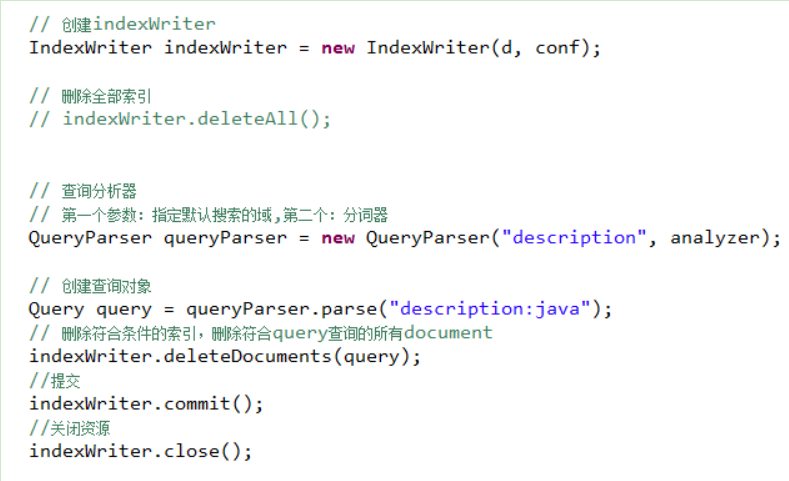 // 创建indexWriter
IndexWriter indexWriter = new IndexWriter(d, conf);
// 删除全部索引
// indexWriter.deleteAll();
// 查询分析器
// 第一个参数: 指定默认搜索的域,第二个: 分词器
QueryParser queryParser = new QueryParser("description", analyzer);
// 创建查询对象
Query query = queryParser.parse("description:java");
// 删除符合条件的索引，删除符合query查询的所有document
indexWriter.deleteDocuments(query);
//提交
indexWriter.commit();
//关闭资源
indexWriter.close();